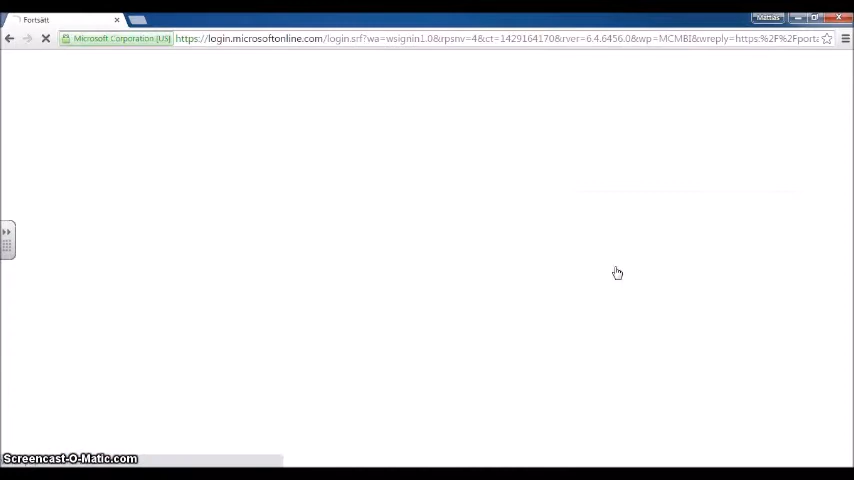 Fortsätt
Mattias
Microsoft Corporation [US] https://login.microsoftonline.com/login.srf?wa=wsignin1.0&rpsnv=4&ct=1429164170&rver=6.4.6456.0&wp=MCMBI&wreply=https:%2F%2Fporta
Screencast-O-Matic.com